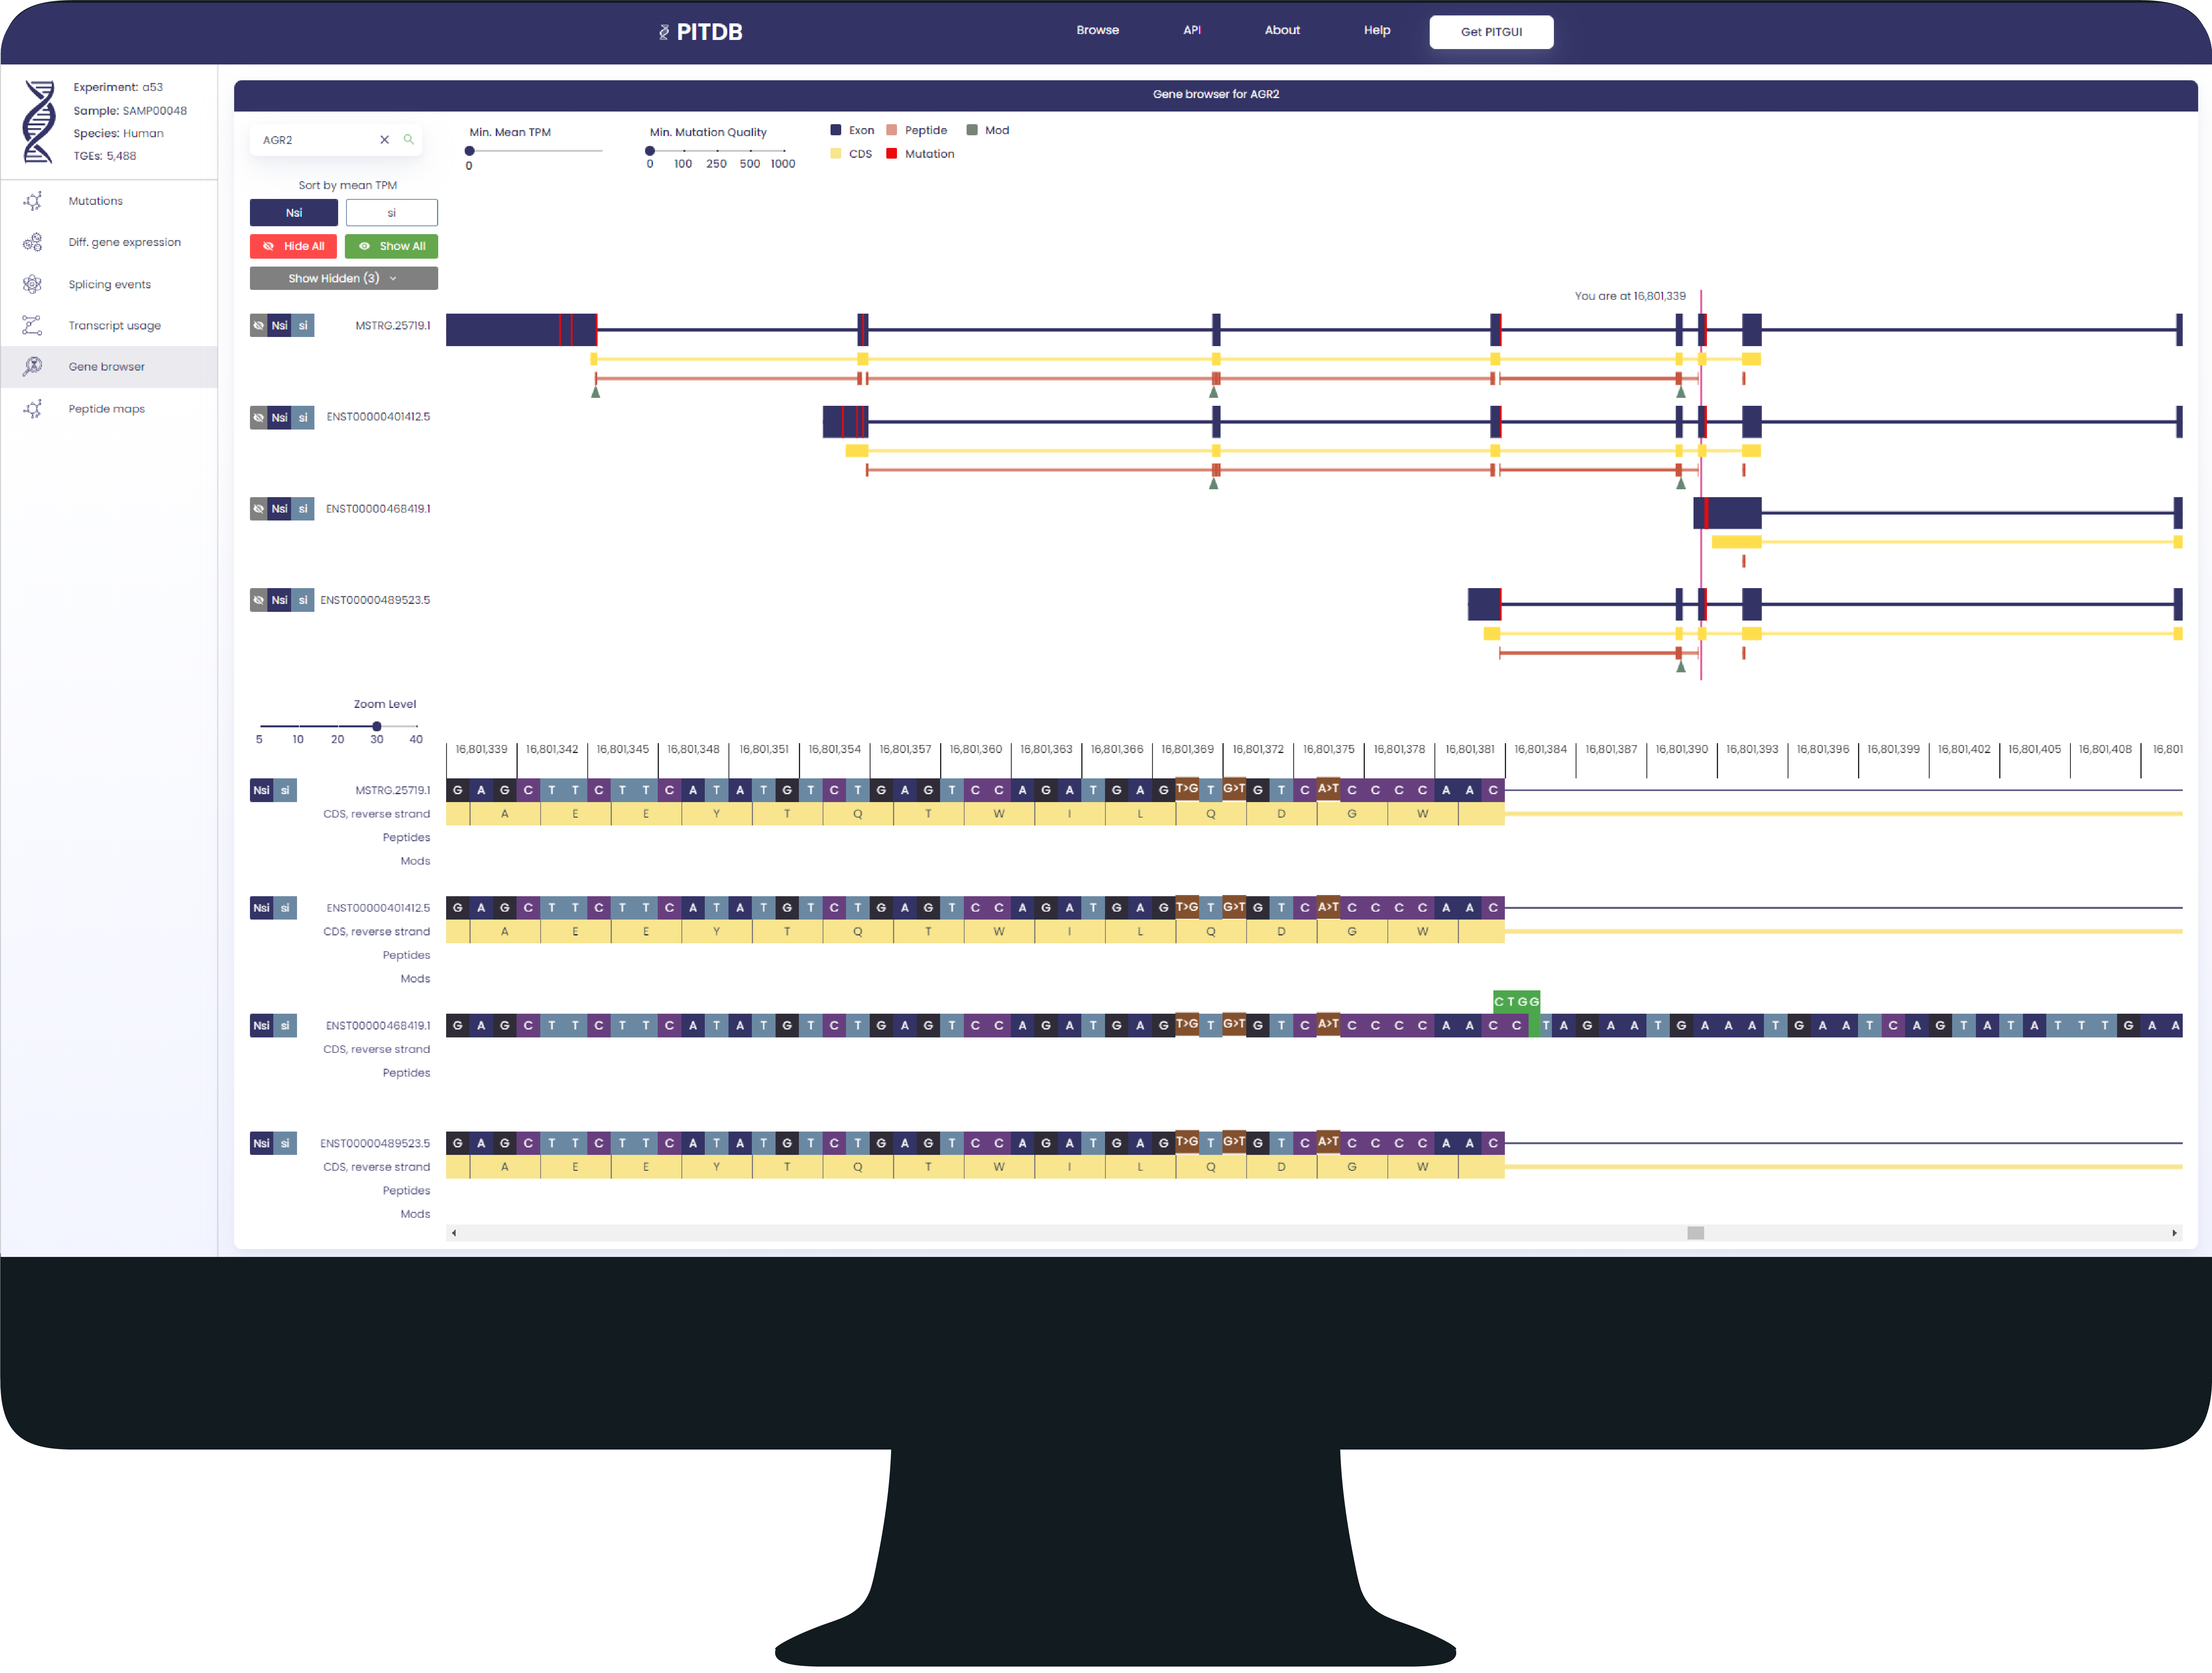 PITDB
Browse API About Help Get PITGUI
Experiment: a53
Sample: SAMP00048
Species: Human
TGEs: 5,488
Mutations
Diff. gene expression
Splicing events
Transcript usage
Gene browser
Peptide maps
Gene browser for AGR2
AGR2
Min. Mean TPM
0
Min. Mutation Quality
0 100 250 500 1000
Exon Peptide Mod
CDS Mutation
Sort by mean TPM
Nsi si
Hide All Show All
Show Hidden (3)
You are at 16,801,339
Nsi si MSTRG.25719.1
Nsi si ENST00000401412.5
Nsi si ENST00000468419.1
Nsi si ENST00000489523.5
Zoom Level
5 10 20 30 40
16,801,339 16,801,342 16,801,345 16,801,348 16,801,351 16,801,354 16,801,357 16,801,360 16,801,363 16,801,366 16,801,369 16,801,372 16,801,375 16,801,378 16,801,381 16,801,384 16,801,387 16,801,390 16,801,393 16,801,396 16,801,399 16,801,402 16,801,405 16,801,408 16,801
Nsi si MSTRG.25719.1 G A G C T T C T T C A T A T G T C T G A G T C C A G A T G A G T>G T G>T G T C A>T C C C C A A C
CDS, reverse strand A E E Y T Q T W I L Q D G W
Peptides
Mods
Nsi si ENST00000401412.5 G A G C T T C T T C A T A T G T C T G A G T C C A G A T G A G T>G T G>T G T C A>T C C C C A A C
CDS, reverse strand A E E Y T Q T W I L Q D G W
Peptides
Mods
C T G G
Nsi si ENST00000468419.1 G A G C T T C T T C A T A T G T C T G A G T C C A G A T G A G T>G T G>T G T C A>T C C C C A A C C T A G A A T G A A A T G A A T C A G T A T A T T T G A A
CDS, reverse strand
Peptides
Nsi si ENST00000489523.5 G A G C T T C T T C A T A T G T C T G A G T C C A G A T G A G T>G T G>T G T C A>T C C C C A A C
CDS, reverse strand A E E Y T Q T W I L Q D G W
Peptides
Mods